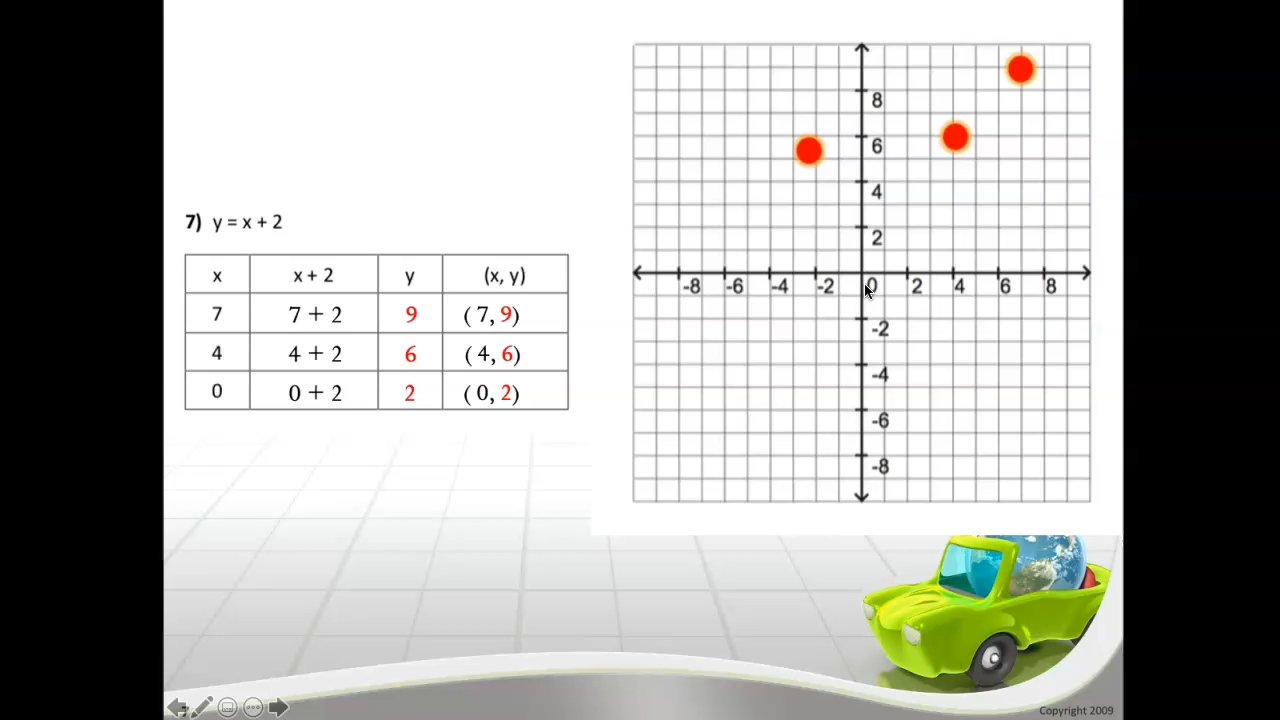 7) y = x + 2
x x + 2 y (x, y)
7 7 + 2 9 ( 7, 9)
4 4 + 2 6 ( 4, 6)
0 0 + 2 2 ( 0, 2)
8
6
4
2
-8 -6 -4 -2 0 2 4 6 8
-2
-4
-6
-8
Copyright 2009